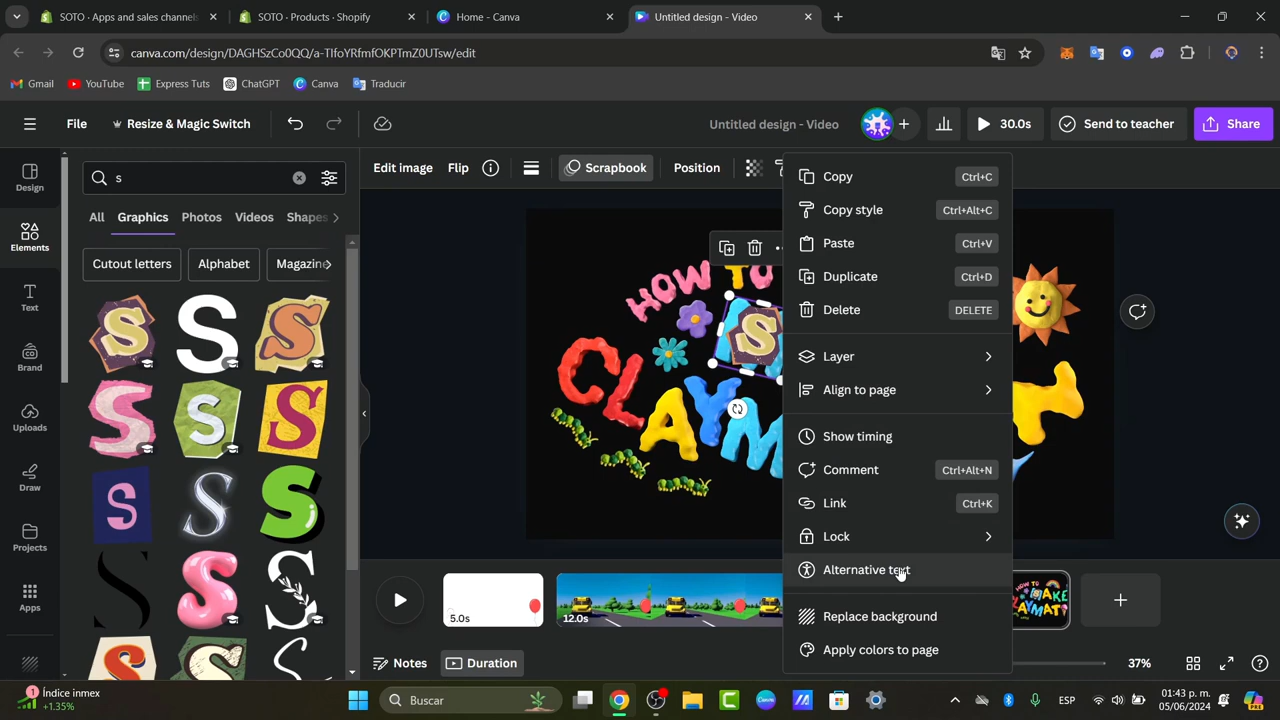 SOTO · Apps and sales channels
SOTO · Products · Shopify
Home - Canva
Untitled design - Video
canva.com/design/DAGHSzCo0QQ/a-TIfoYRfmfOKPTmZ0UTsw/edit
Gmail
YouTube
Express Tuts
ChatGPT
Canva
Traducir
File
Resize & Magic Switch
Untitled design - Video
30.0s
Send to teacher
Share
Design
Elements
Text
Brand
Uploads
Draw
Projects
Apps
s
All
Graphics
Photos
Videos
Shapes
Cutout letters
Alphabet
Magazine
Edit image
Flip
Scrapbook
Position
HOW TO
CLAYM
Copy
Ctrl+C
Copy style
Ctrl+Alt+C
Paste
Ctrl+V
Duplicate
Ctrl+D
Delete
DELETE
Layer
Align to page
Show timing
Comment
Ctrl+Alt+N
Link
Ctrl+K
Lock
Alternative text
Replace background
Apply colors to page
5.0s
12.0s
HOW TO
MAKE
Notes
Duration
37%
Índice inmex
+1.35%
Buscar
ESP
01:43 p. m.
05/06/2024